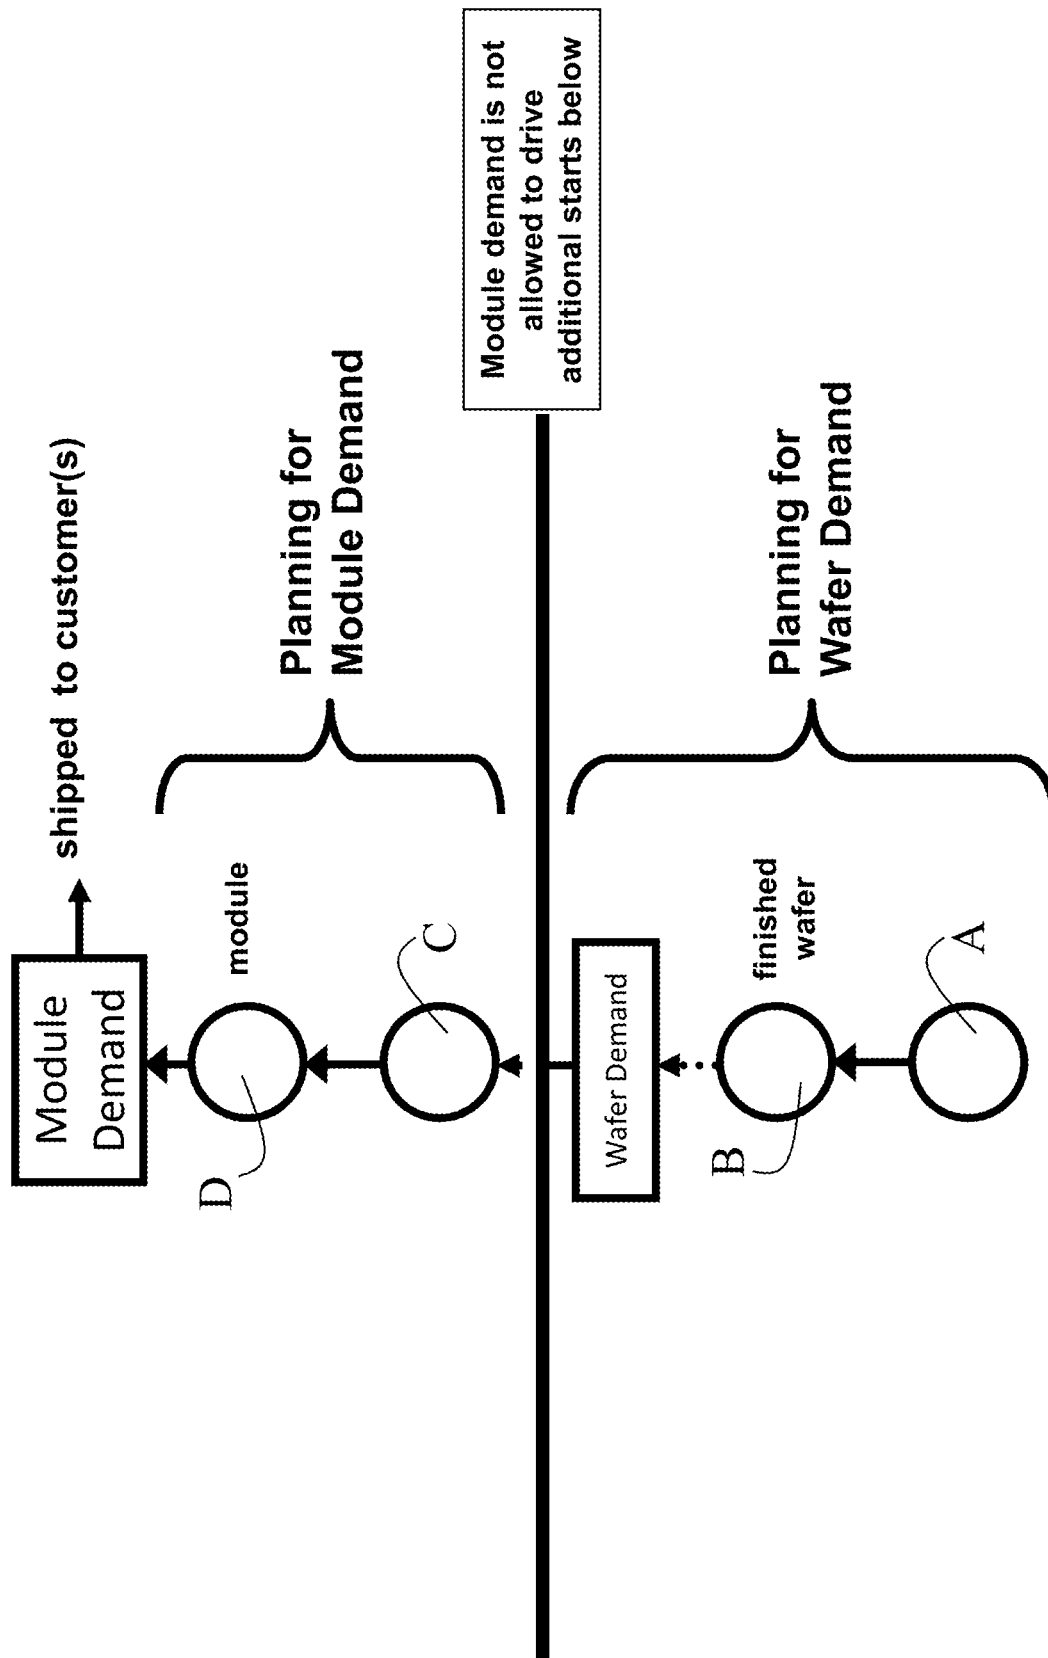 Module
Demand
shipped to customer(s)
D
module
Planning for
Module Demand
C
Module demand is not
allowed to drive
additional starts below
Wafer Demand
B
finished
wafer
Planning for
Wafer Demand
A